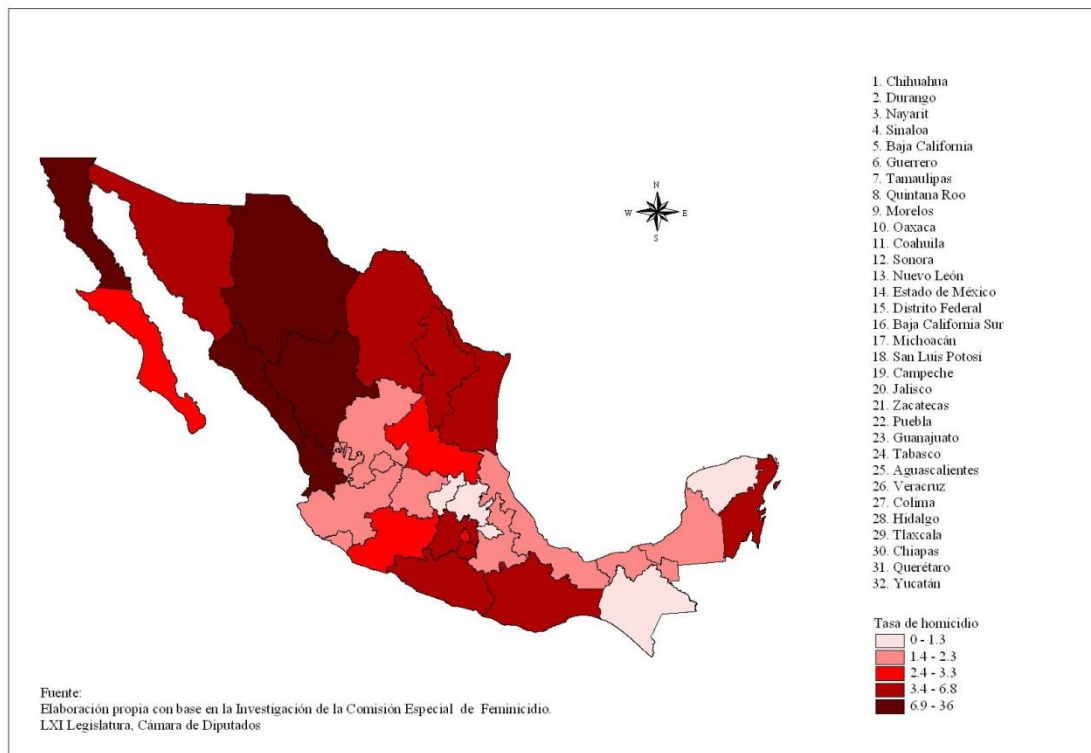 1. Chihuahua
2. Durango
3. Nayarit
4. Sinaloa
5. Baja California
6. Guerrero
7. Tamaulipas
8. Quintana Roo
9. Morelos
10. Oaxaca
11. Coahuila
12. Sonora
13. Nuevo León
14. Estado de México
15. Distrito Federal
16. Baja California Sur
17. Michoacán
18. San Luis Potosí
19. Campeche
20. Jalisco
21. Zacatecas
22. Puebla
23. Guanajuato
24. Tabasco
25. Aguascalientes
26. Veracruz
27. Colima
28. Hidalgo
29. Tlaxcala
30. Chiapas
31. Querétaro
32. Yucatán
N
W E
S
Tasa de homicidio
0 - 1.3
1.4 - 2.3
2.4 - 3.3
3.4 - 6.8
6.9 - 36
Fuente:
Elaboración propia con base en la Investigación de la Comisión Especial de Feminicidio.
LXI Legislatura, Cámara de Diputados